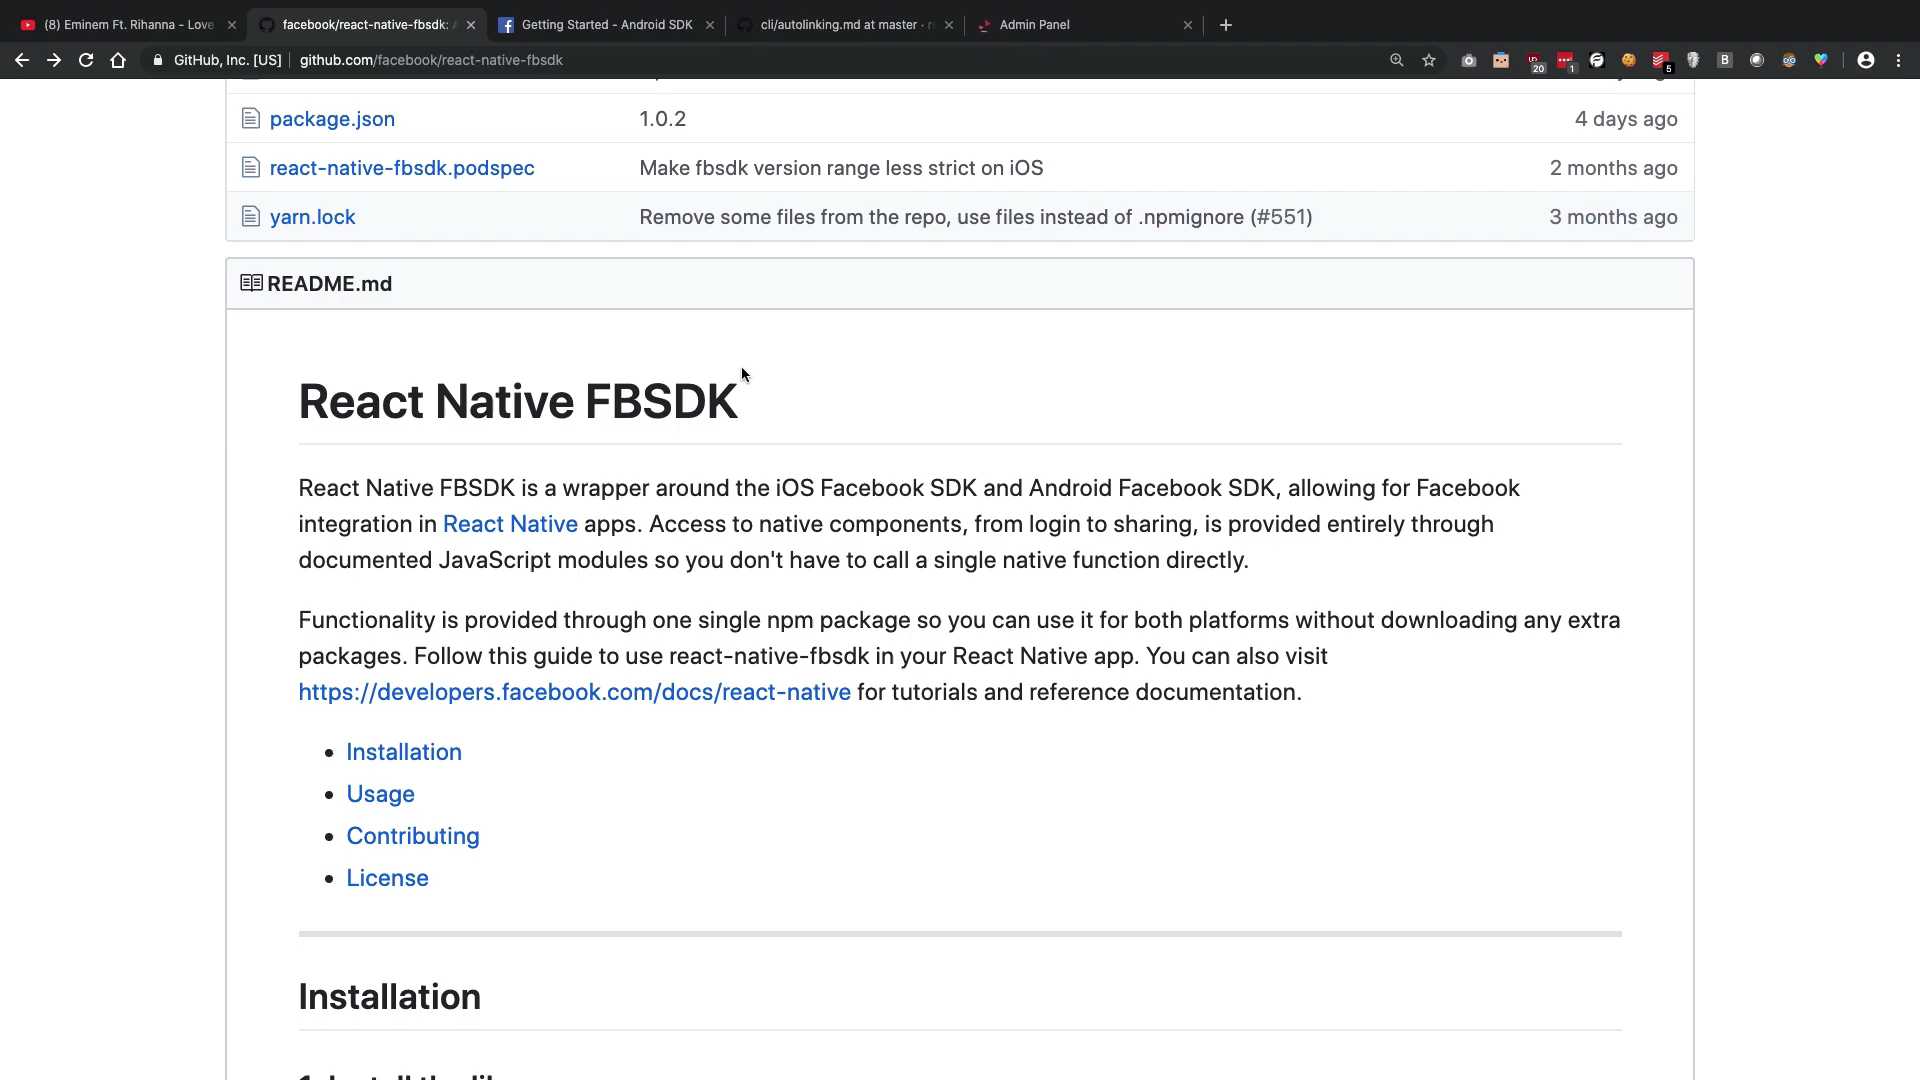 (8) Eminem Ft. Rihanna - Love
facebook/react-native-fbsdk:
Getting Started - Android SDK
cli/autolinking.md at master ·
Admin Panel
GitHub, Inc. [US]
github.com/facebook/react-native-fbsdk
20
1
5
B
package.json
1.0.2
4 days ago
react-native-fbsdk.podspec
Make fbsdk version range less strict on iOS
2 months ago
yarn.lock
Remove some files from the repo, use files instead of .npmignore (#551)
3 months ago
README.md
React Native FBSDK
React Native FBSDK is a wrapper around the iOS Facebook SDK and Android Facebook SDK, allowing for Facebook
integration in React Native apps. Access to native components, from login to sharing, is provided entirely through
documented JavaScript modules so you don't have to call a single native function directly.
Functionality is provided through one single npm package so you can use it for both platforms without downloading any extra
packages. Follow this guide to use react-native-fbsdk in your React Native app. You can also visit
https://developers.facebook.com/docs/react-native for tutorials and reference documentation.
Installation
Usage
Contributing
License
Installation